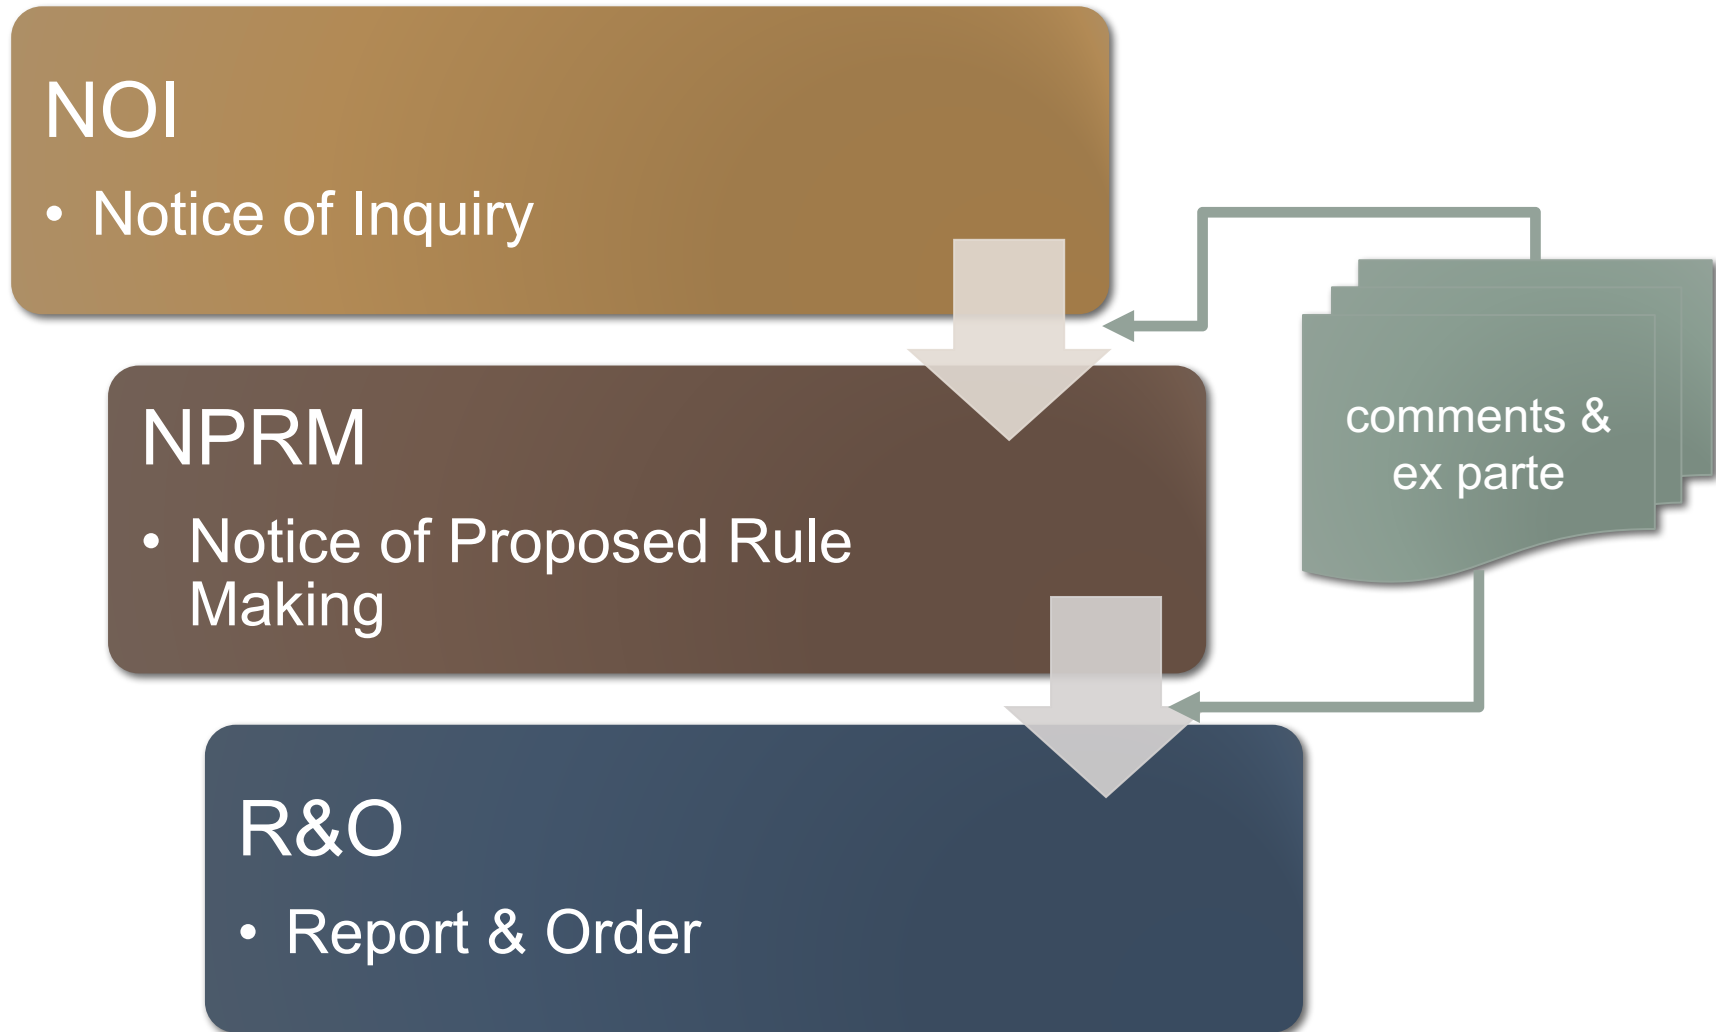 NOI
• Notice of Inquiry
NPRM
• Notice of Proposed Rule
Making
comments &
ex parte
R&O
• Report & Order